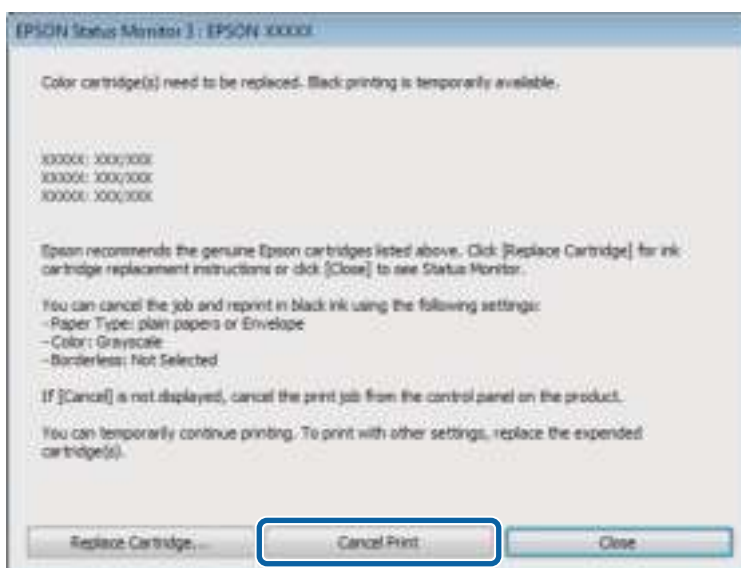 EPSON Status Monitor 3 : EPSON XXXXX
Color cartridge(s) need to be replaced. Black printing is temporarily available.
XXXXX: XXX/XXX
XXXXX: XXX/XXX
XXXXX: XXX/XXX
Epson recommends the genuine Epson cartridges listed above. Click [Replace Cartridge] for ink
cartridge replacement instructions or click [Close] to see Status Monitor.
You can cancel the job and reprint in black ink using the following settings:
-Paper Type: plain papers or Envelope
-Color: Grayscale
-Borderless: Not Selected
If [Cancel] is not displayed, cancel the print job from the control panel on the product.
You can temporarily continue printing. To print with other settings, replace the expended
cartridge(s).
Replace Cartridge... Cancel Print Close